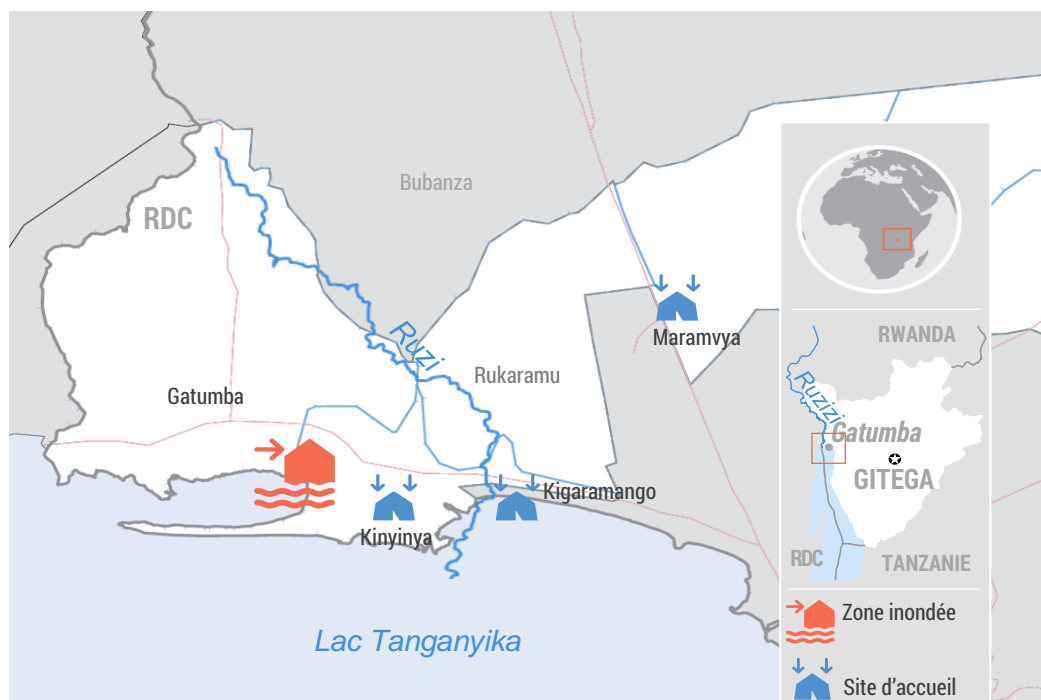 Bubanza
RDC
Ruzi
Maramvya
Rukaramu
Gatumba
Kigaramango
Kinyinya
Lac Tanganyika
RWANDA
Ruzizi
Gatumba
GITEGA
RDC
TANZANIE
Zone inondée
Site d'accueil